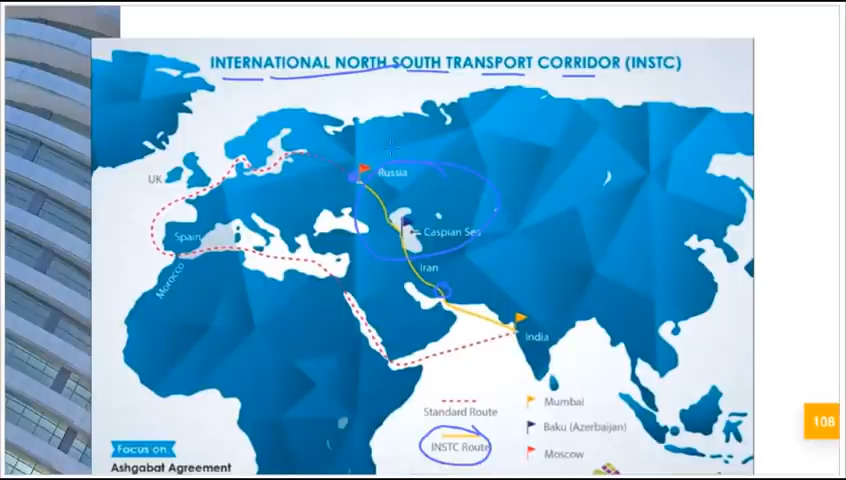 INTERNATIONAL NORTH SOUTH TRANSPORT CORRIDOR (INSTC)
UK
Russia
Spain
Caspian Sea
Morocco
Iran
India
Standard Route
INSTC Route
Mumbai
Baku (Azerbaijan)
Moscow
108
Focus on
Ashgabat Agreement